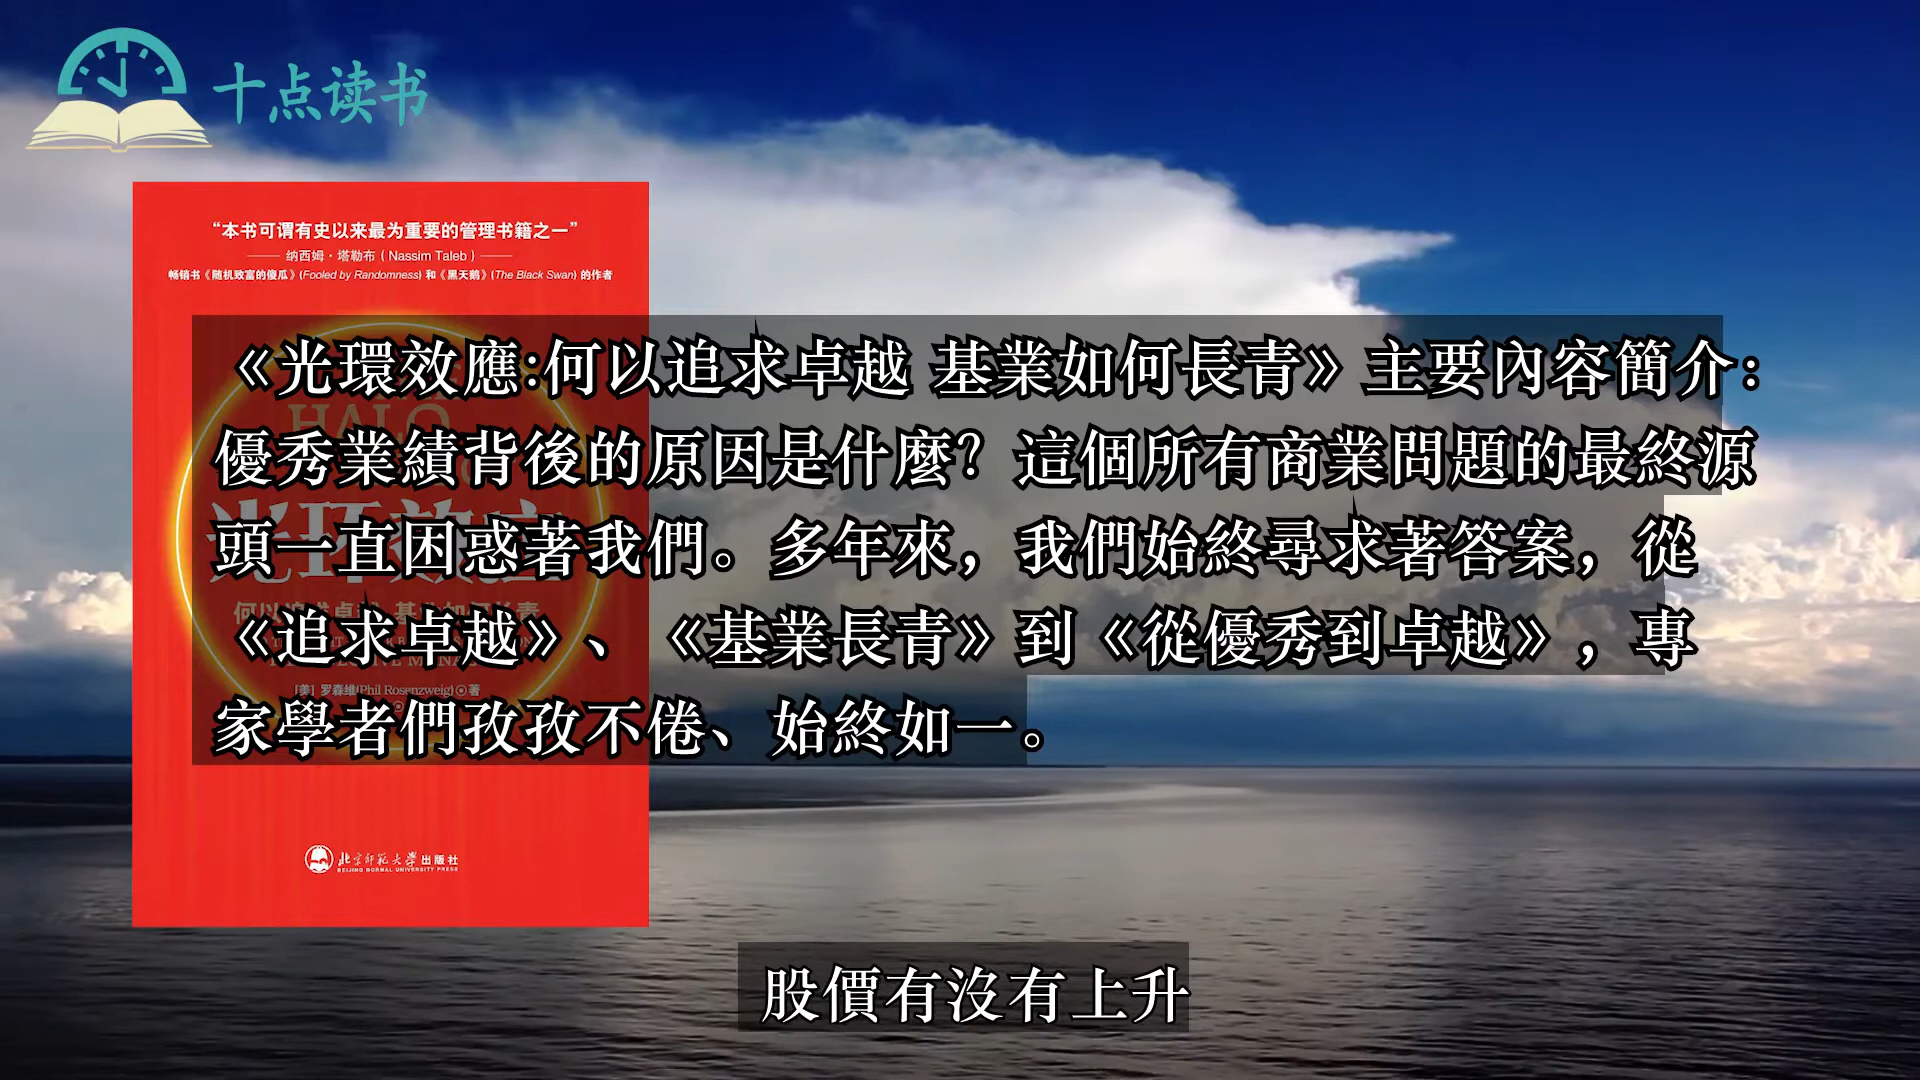 十点读书
“本书可谓有史以来最为重要的管理书籍之一”
纳西姆·塔勒布（Nassim Taleb）
畅销书《随机致富的傻瓜》(Fooled by Randomness) 和《黑天鹅》(The Black Swan) 的作者
《光環效應:何以追求卓越 基業如何長青》主要內容簡介：
優秀業績背後的原因是什麼？這個所有商業問題的最終源
頭一直困惑著我們。多年來，我們始終尋求著答案，從
《追求卓越》、《基業長青》到《從優秀到卓越》，專
家學者們孜孜不倦、始終如一。
HALO
光环效应
[美] 罗森维(Phil Rosenzweig)◎著
北京师范大学出版社
BEIJING NORMAL UNIVERSITY PRESS
股價有沒有上升